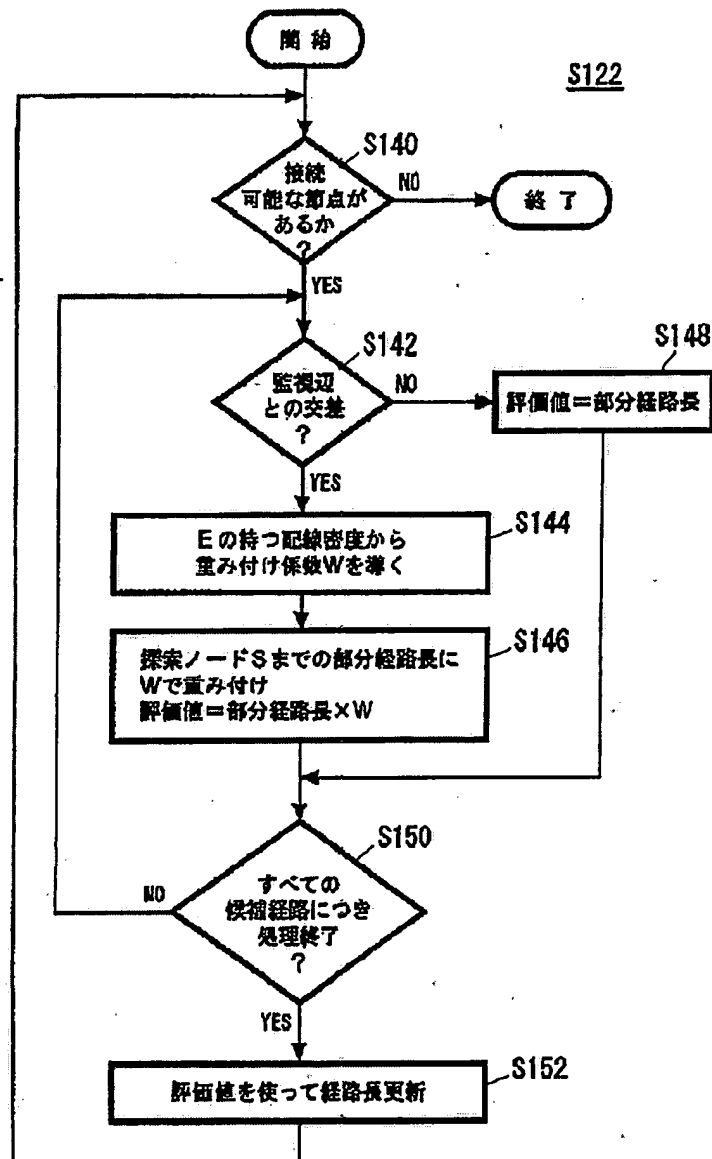 開始
S122
S140
接続
可能な節点が
あるか
?
NO
終了
YES
S142
監視辺
との交差
?
NO
S148
評価値=部分経路長
YES
S144
Eの持つ配線密度から
重み付け係数Wを導く
S146
探索ノードSまでの部分経路長に
Wで重み付け
評価値=部分経路長×W
S150
すべての
候補経路につき
処理終了
?
NO
YES
S152
評価値を使って経路長更新